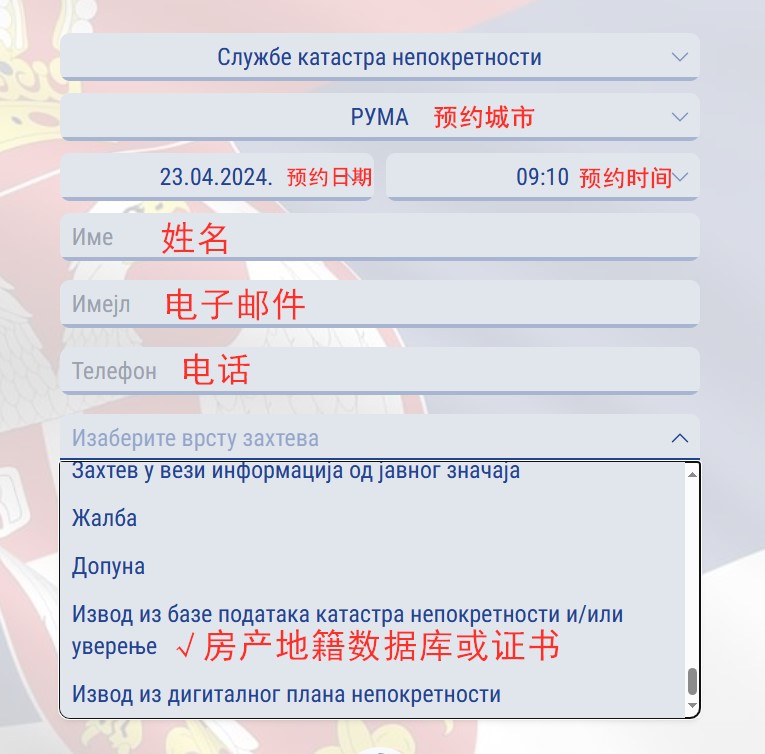 Службе катастра непокретности
РУМА 预约城市
23.04.2024. 预约日期 09:10 预约时间
Име 姓名
Имејл 电子邮件
Телефон 电话
Изаберите врсту захтева
Захтев у вези информација од јавног значаја
Жалба
Допуна
Извод из базе података катастра непокретности и/или
уверење √ 房产地籍数据库或证书
Извод из дигиталног плана непокретности